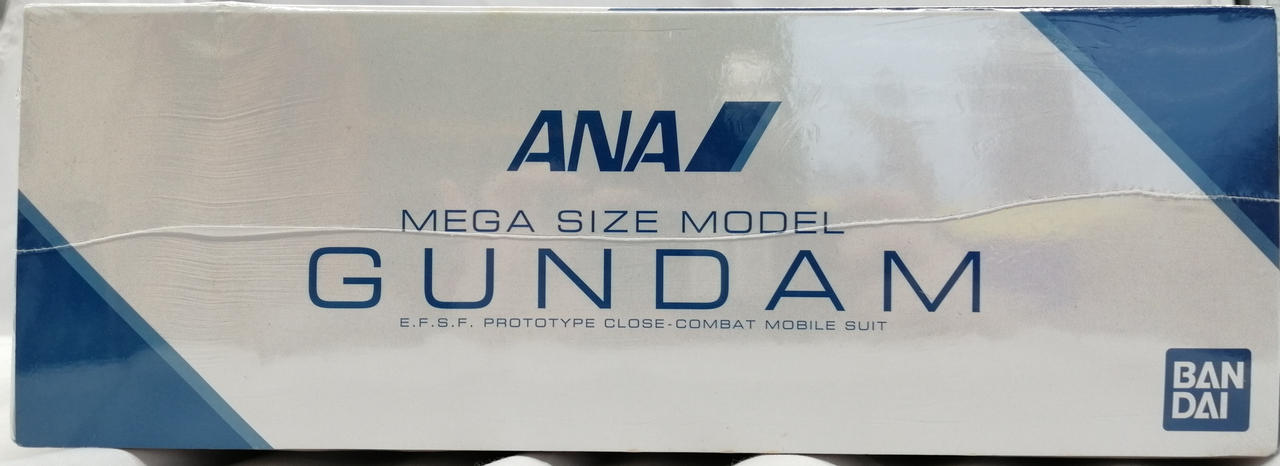 ANA
MEGA SIZE MODEL
GUNDAM
E.F.S.F. PROTOTYPE CLOSE-COMBAT MOBILE SUIT
BAN
DAI